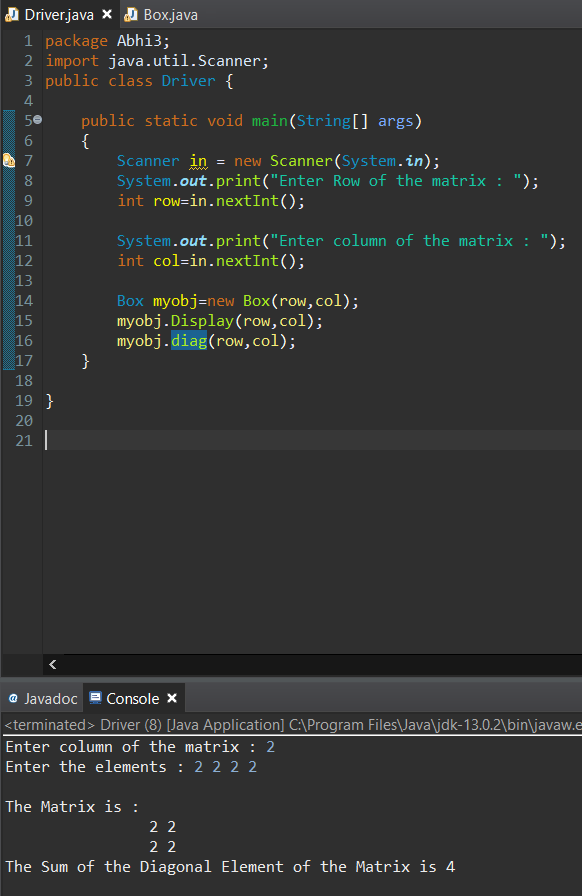 Driver.java Box.java
1 package Abhi3;
2 import java.util.Scanner;
3 public class Driver {
4
5 public static void main(String[] args)
6 {
7 Scanner in = new Scanner(System.in);
8 System.out.print("Enter Row of the matrix : ");
9 int row=in.nextInt();
10
11 System.out.print("Enter column of the matrix : ");
12 int col=in.nextInt();
13
14 Box myobj=new Box(row,col);
15 myobj.Display(row,col);
16 myobj.diag(row,col);
17 }
18
19 }
20
21
@ Javadoc Console
<terminated> Driver (8) [Java Application] C:\Program Files\Java\jdk-13.0.2\bin\javaw.e
Enter column of the matrix : 2
Enter the elements : 2 2 2 2
The Matrix is :
2 2
2 2
The Sum of the Diagonal Element of the Matrix is 4